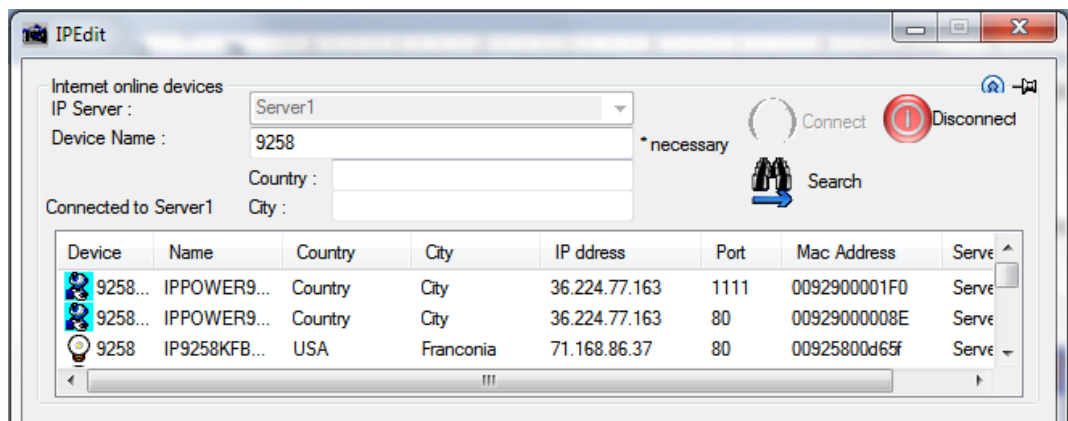 IPEdit
Internet online devices
IP Server : Server1 Connect Disconnect
Device Name : 9258 * necessary
Country : Search
Connected to Server1 City :
Device Name Country City IP ddress Port Mac Address Serve
9258... IPPOWER9... Country City 36.224.77.163 1111 0092900001F0 Serve
9258... IPPOWER9... Country City 36.224.77.163 80 00929000008E Serve
9258 IP9258KFB... USA Franconia 71.168.86.37 80 00925800d65f Serve